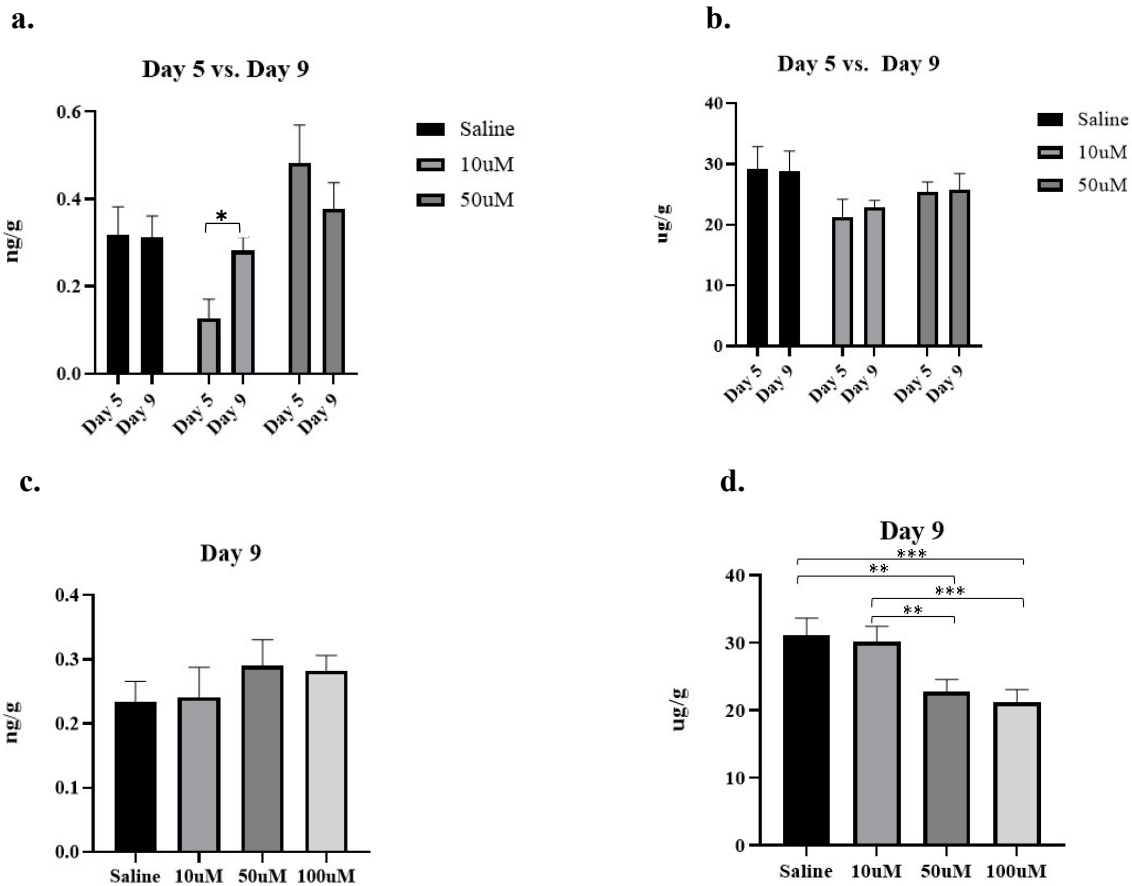 a.
Day 5 vs. Day 9
0.6
0.4
0.2
0.0
ng/g
*
Saline
10uM
50uM
Day 5
Day 9
Day 5
Day 9
Day 5
Day 9
b.
Day 5 vs. Day 9
40
30
20
10
0
ug/g
Saline
10uM
50uM
Day 5
Day 9
Day 5
Day 9
Day 5
Day 9
c.
Day 9
0.4
0.3
0.2
0.1
0.0
ng/g
Saline 10uM 50uM 100uM
d.
Day 9
***
**
***
**
40
30
20
10
0
ug/g
Saline 10uM 50uM 100uM